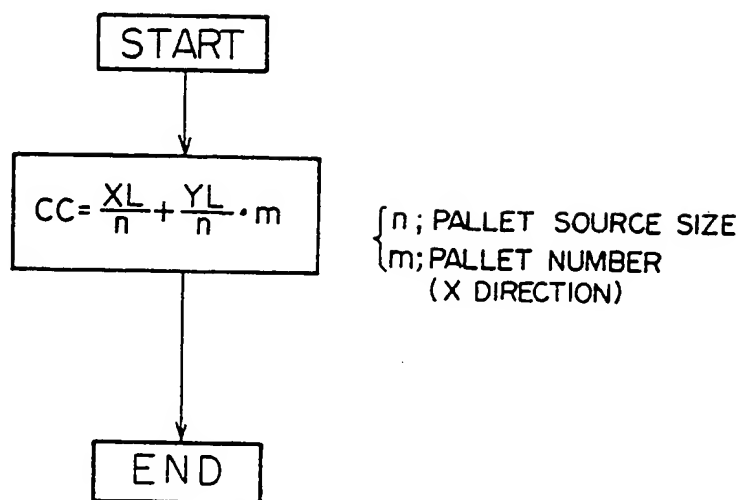 START
CC= XL/n + YL/n · m
n; PALLET SOURCE SIZE
m; PALLET NUMBER
(X DIRECTION)
END